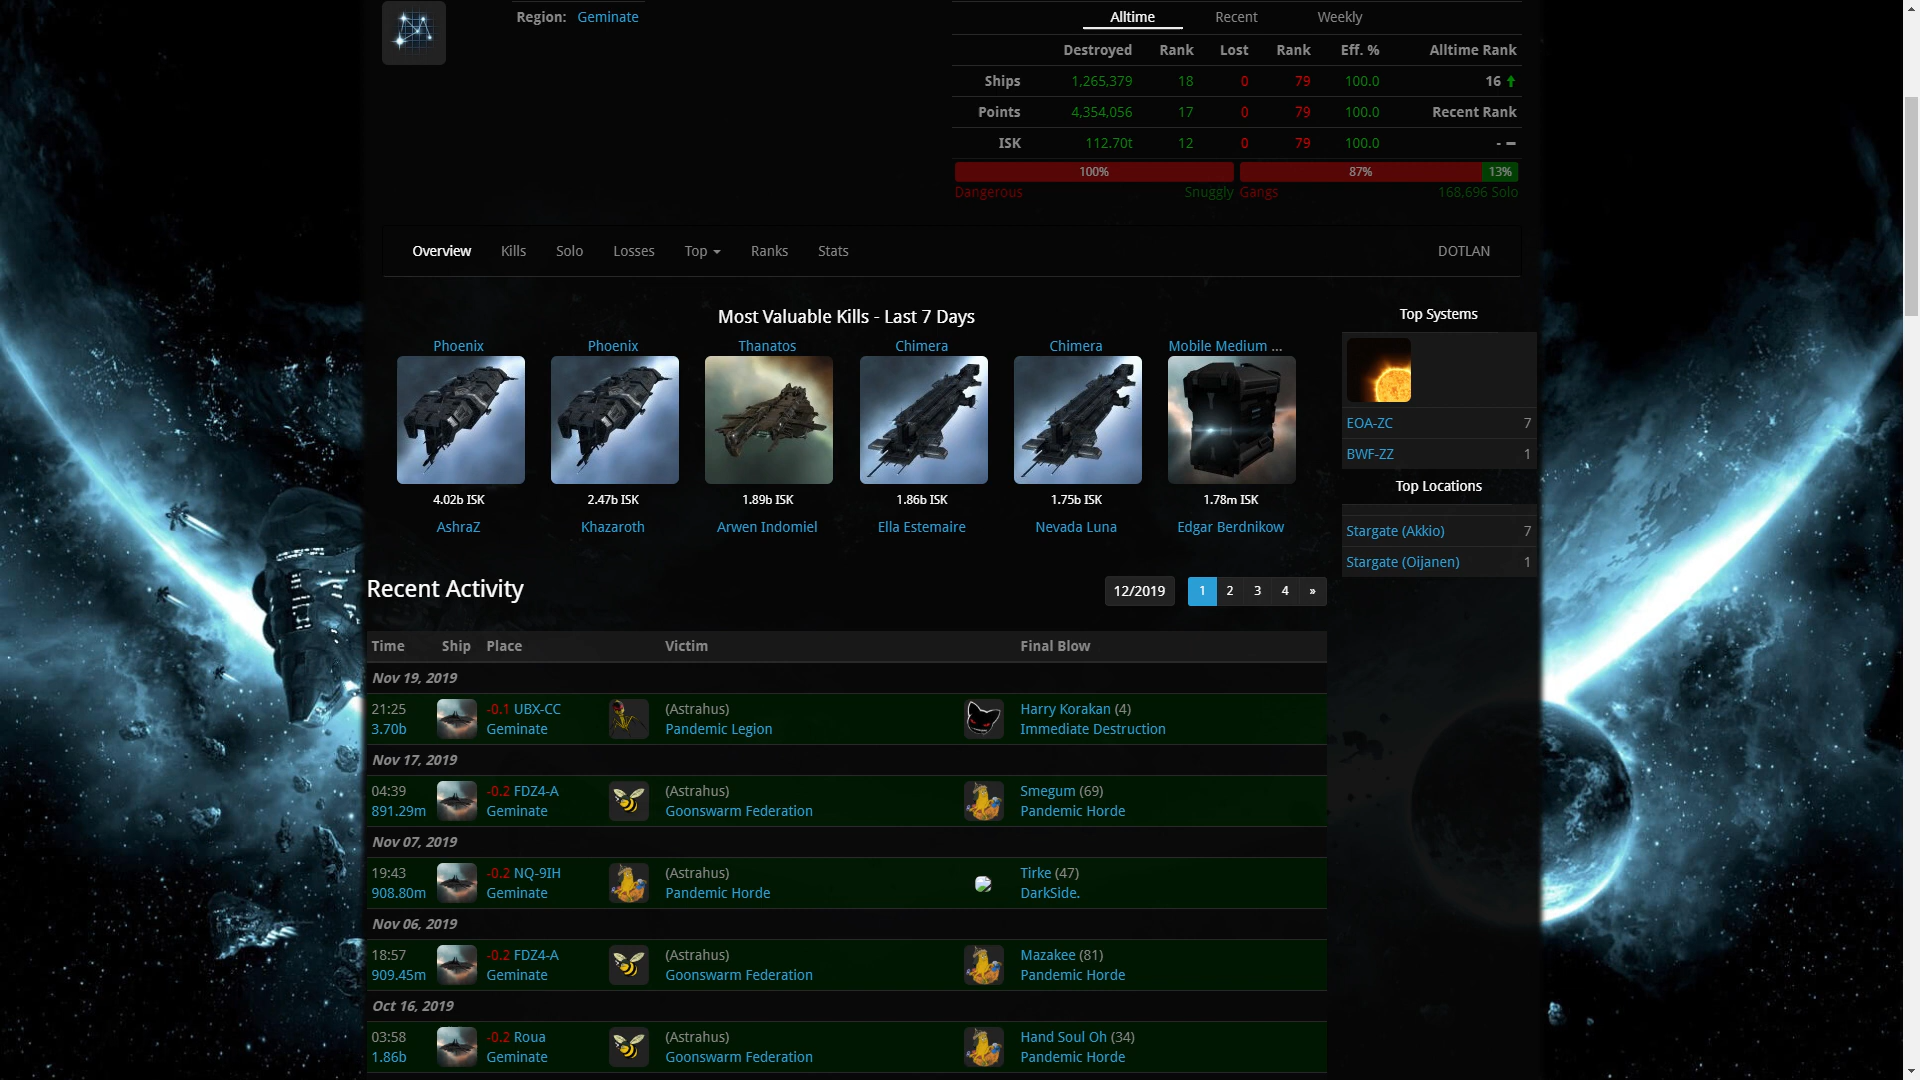 Region: Geminate
Alltime Recent Weekly
Destroyed Rank Lost Rank Eff. % Alltime Rank
Ships 1,265,379 18 0 79 100.0 16
Points 4,354,056 17 0 79 100.0 Recent Rank
ISK 112.70t 12 0 79 100.0 -
100% 87% 13%
Dangerous Snuggly Gangs 168,696 Solo
Overview Kills Solo Losses Top Ranks Stats DOTLAN
Most Valuable Kills - Last 7 Days
Phoenix Phoenix Thanatos Chimera Chimera Mobile Medium ...
4.02b ISK 2.47b ISK 1.89b ISK 1.86b ISK 1.75b ISK 1.78m ISK
AshraZ Khazaroth Arwen Indomiel Ella Estemaire Nevada Luna Edgar Berdnikow
Top Systems
EOA-ZC 7
BWF-ZZ 1
Top Locations
Stargate (Akkio) 7
Stargate (Oijanen) 1
Recent Activity
12/2019 1 2 3 4 »
Time Ship Place Victim Final Blow
Nov 19, 2019
21:25 -0.1 UBX-CC (Astrahus) Harry Korakan (4)
3.70b Geminate Pandemic Legion Immediate Destruction
Nov 17, 2019
04:39 -0.2 FDZ4-A (Astrahus) Smegum (69)
891.29m Geminate Goonswarm Federation Pandemic Horde
Nov 07, 2019
19:43 -0.2 NQ-9IH (Astrahus) Tirke (47)
908.80m Geminate Pandemic Horde DarkSide.
Nov 06, 2019
18:57 -0.2 FDZ4-A (Astrahus) Mazakee (81)
909.45m Geminate Goonswarm Federation Pandemic Horde
Oct 16, 2019
03:58 -0.2 Roua (Astrahus) Hand Soul Oh (34)
1.86b Geminate Goonswarm Federation Pandemic Horde